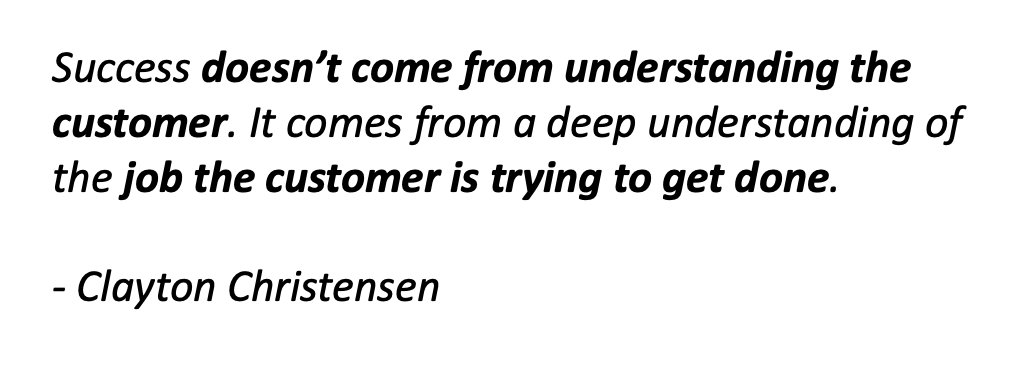 Success doesn’t come from understanding the
customer. It comes from a deep understanding of
the job the customer is trying to get done.
- Clayton Christensen